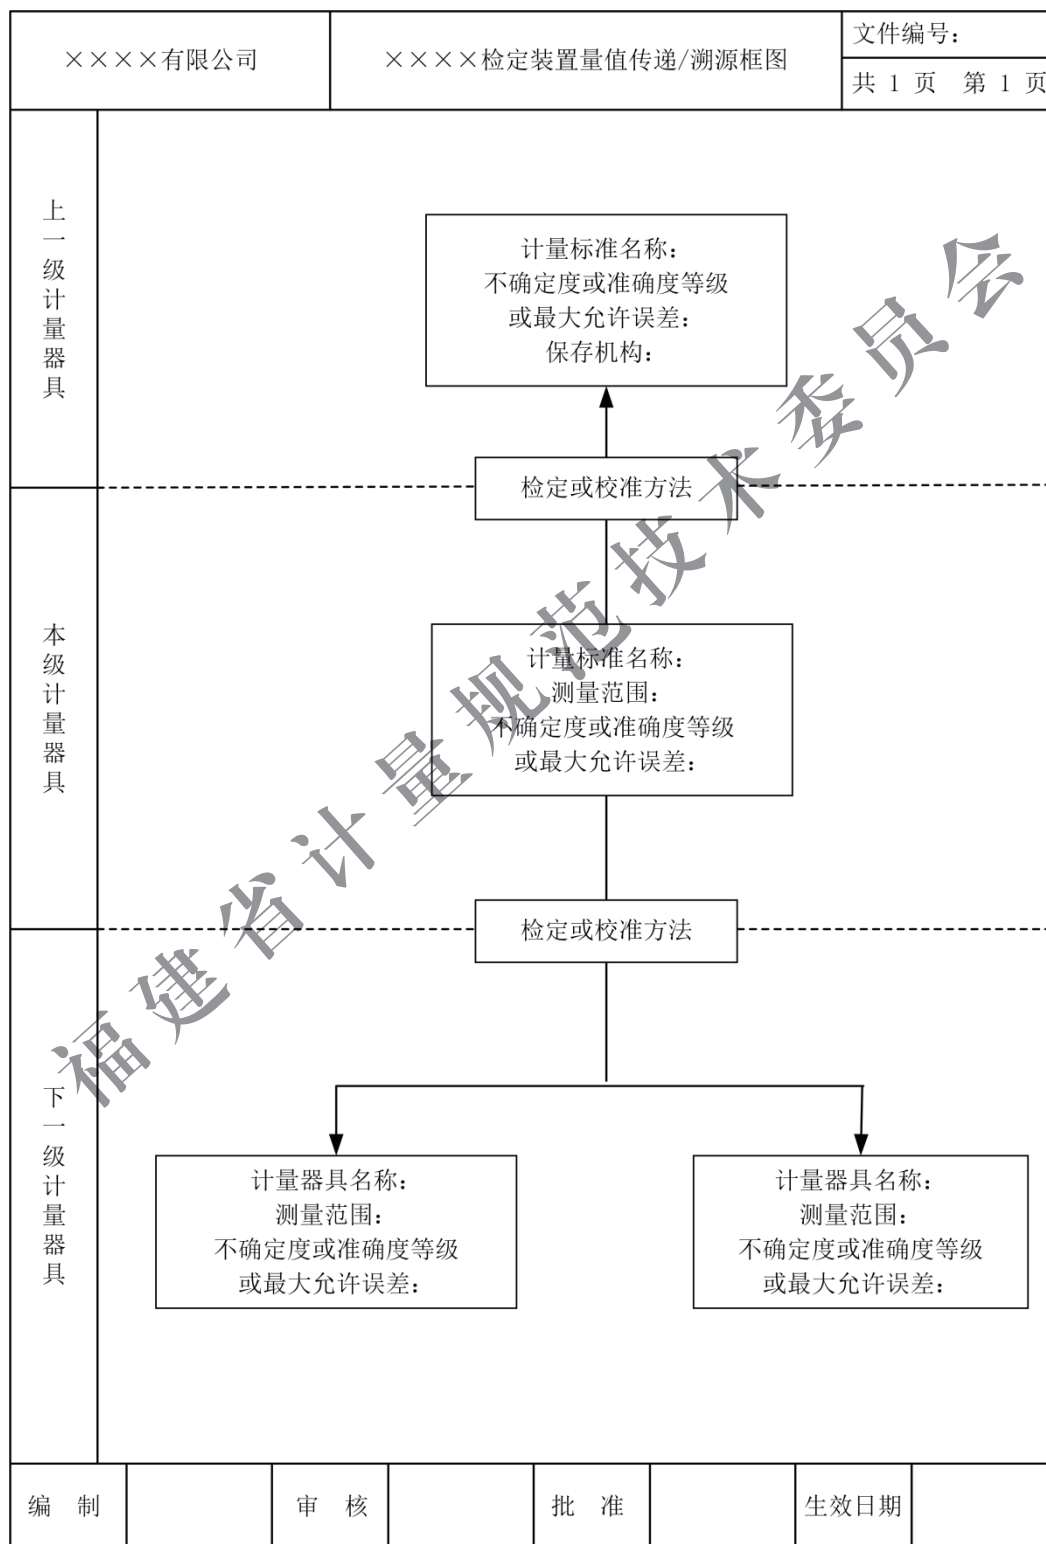 ××××有限公司
××××检定装置量值传递/溯源框图
文件编号：
共 1 页 第 1 页
上一级计量器具
计量标准名称：
不确定度或准确度等级
或最大允许误差：
保存机构：
检定或校准方法
本级计量器具
计量标准名称：
测量范围：
不确定度或准确度等级
或最大允许误差：
检定或校准方法
下一级计量器具
计量器具名称：
测量范围：
不确定度或准确度等级
或最大允许误差：
计量器具名称：
测量范围：
不确定度或准确度等级
或最大允许误差：
编 制
审 核
批 准
生效日期
福建省计量规范技术委员会